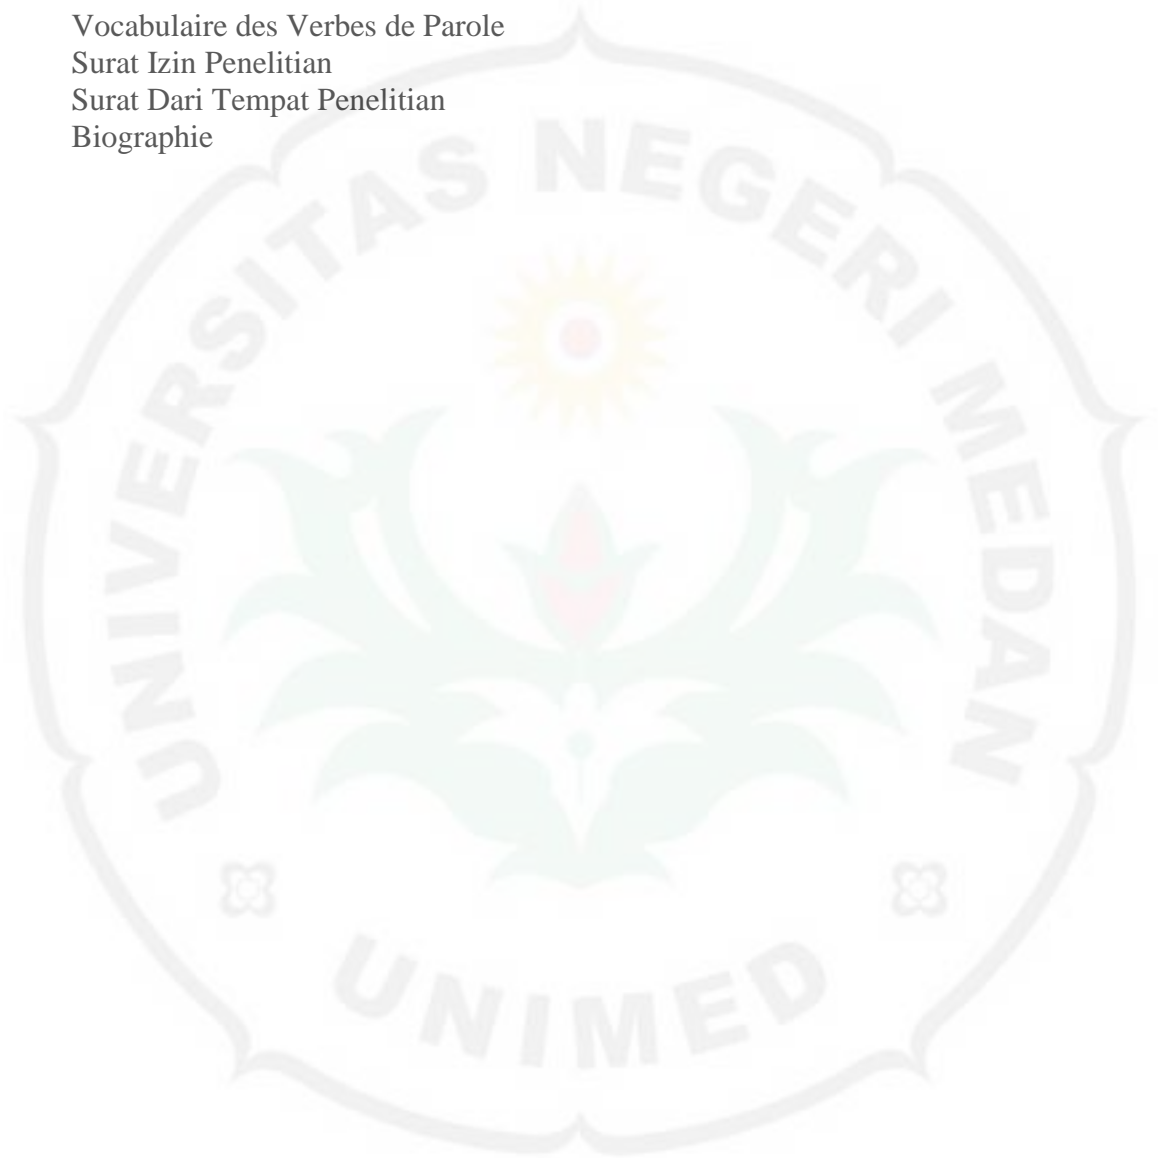 Vocabulaire des Verbes de Parole
Surat Izin Penelitian
Surat Dari Tempat Penelitian
Biographie
UNIVERSITAS NEGERI MEDAN
UNIMED